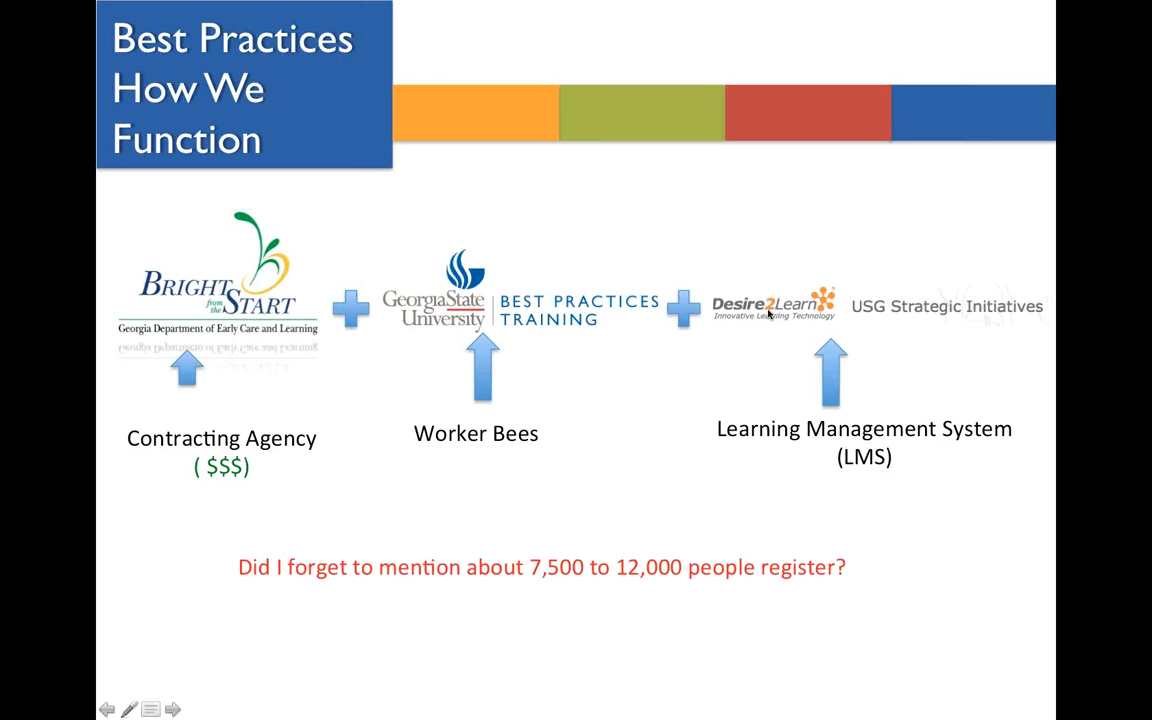 Best Practices
How We
Function
BRIGHT
from the START
Georgia Department of Early Care and Learning
GeorgiaState
University
BEST PRACTICES
TRAINING
Desire2Learn
Innovative Learning Technology
USG Strategic Initiatives
Contracting Agency
( $$$)
Worker Bees
Learning Management System
(LMS)
Did I forget to mention about 7,500 to 12,000 people register?